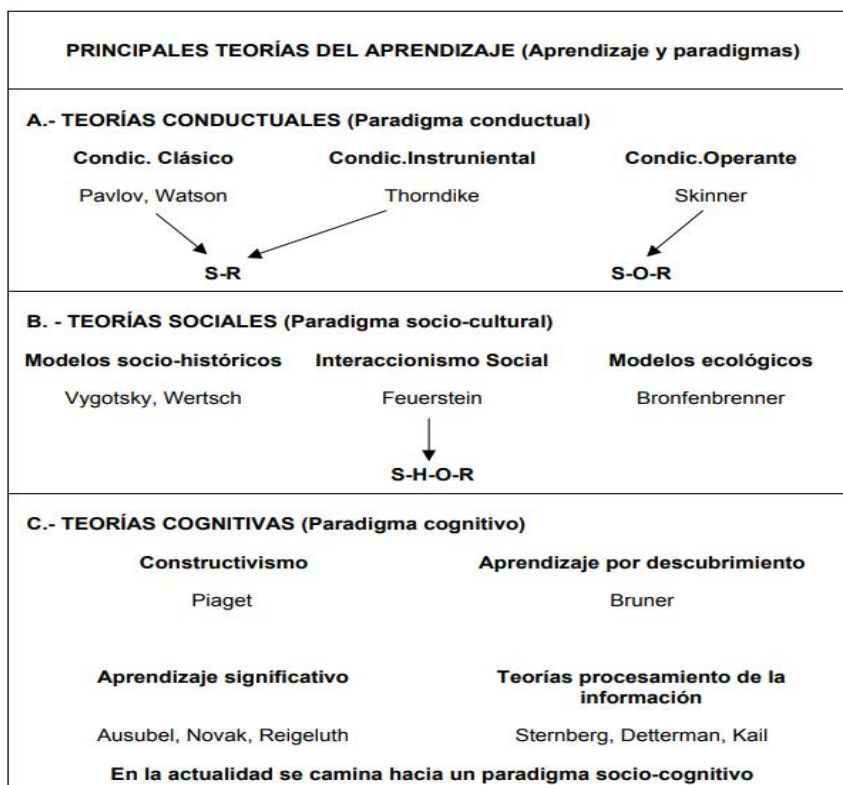 PRINCIPALES TEORÍAS DEL APRENDIZAJE (Aprendizaje y paradigmas)
A.- TEORÍAS CONDUCTUALES (Paradigma conductual)
Condic. Clásico Condic.Instruniental Condic.Operante
Pavlov, Watson Thorndike Skinner
S-R S-O-R
B. - TEORÍAS SOCIALES (Paradigma socio-cultural)
Modelos socio-históricos Interaccionismo Social Modelos ecológicos
Vygotsky, Wertsch Feuerstein Bronfenbrenner
S-H-O-R
C.- TEORÍAS COGNITIVAS (Paradigma cognitivo)
Constructivismo Aprendizaje por descubrimiento
Piaget Bruner
Aprendizaje significativo Teorías procesamiento de la
información
Ausubel, Novak, Reigeluth Sternberg, Detterman, Kail
En la actualidad se camina hacia un paradigma socio-cognitivo